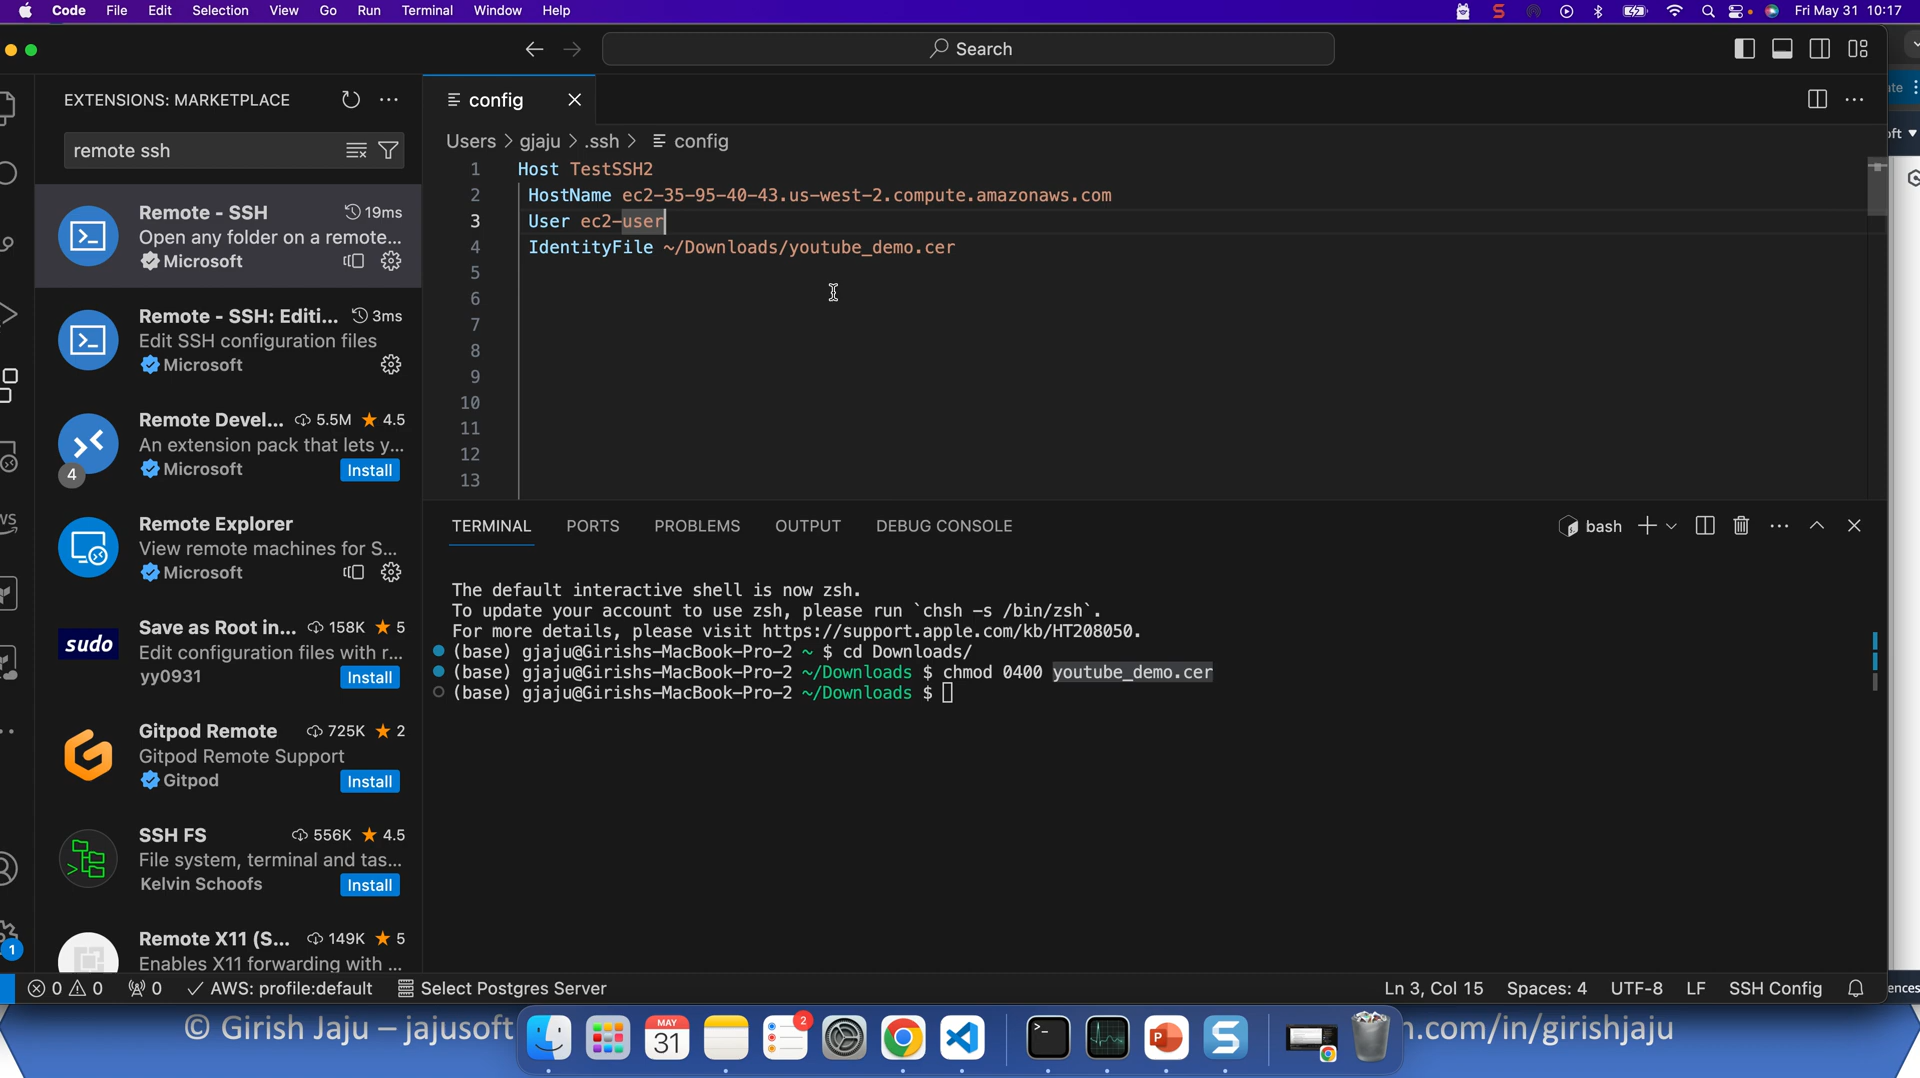 Code File Edit Selection View Go Run Terminal Window Help
Fri May 31 10:17
Search
EXTENSIONS: MARKETPLACE
remote ssh
Remote - SSH 19ms
Open any folder on a remote...
Microsoft
Remote - SSH: Editi... 3ms
Edit SSH configuration files
Microsoft
Remote Devel... 5.5M 4.5
An extension pack that lets y...
4 Microsoft Install
Remote Explorer
View remote machines for S...
Microsoft
sudo
Save as Root in... 158K 5
Edit configuration files with r...
yy0931 Install
Gitpod Remote 725K 2
Gitpod Remote Support
Gitpod Install
SSH FS 556K 4.5
File system, terminal and tas...
Kelvin Schoofs Install
Remote X11 (S... 149K 5
Enables X11 forwarding with ...
1
config
Users > gjaju > .ssh > config
1 Host TestSSH2
2 HostName ec2-35-95-40-43.us-west-2.compute.amazonaws.com
3 User ec2-user
4 IdentityFile ~/Downloads/youtube_demo.cer
5
6
7
8
9
10
11
12
13
TERMINAL PORTS PROBLEMS OUTPUT DEBUG CONSOLE
bash
The default interactive shell is now zsh.
To update your account to use zsh, please run `chsh -s /bin/zsh`.
For more details, please visit https://support.apple.com/kb/HT208050.
(base) gjaju@Girishs-MacBook-Pro-2 ~ $ cd Downloads/
(base) gjaju@Girishs-MacBook-Pro-2 ~/Downloads $ chmod 0400 youtube_demo.cer
(base) gjaju@Girishs-MacBook-Pro-2 ~/Downloads $
0 0 0 AWS: profile:default Select Postgres Server
Ln 3, Col 15 Spaces: 4 UTF-8 LF SSH Config
© Girish Jaju – jajusoft
n.com/in/girishjaju
MAY
31
2